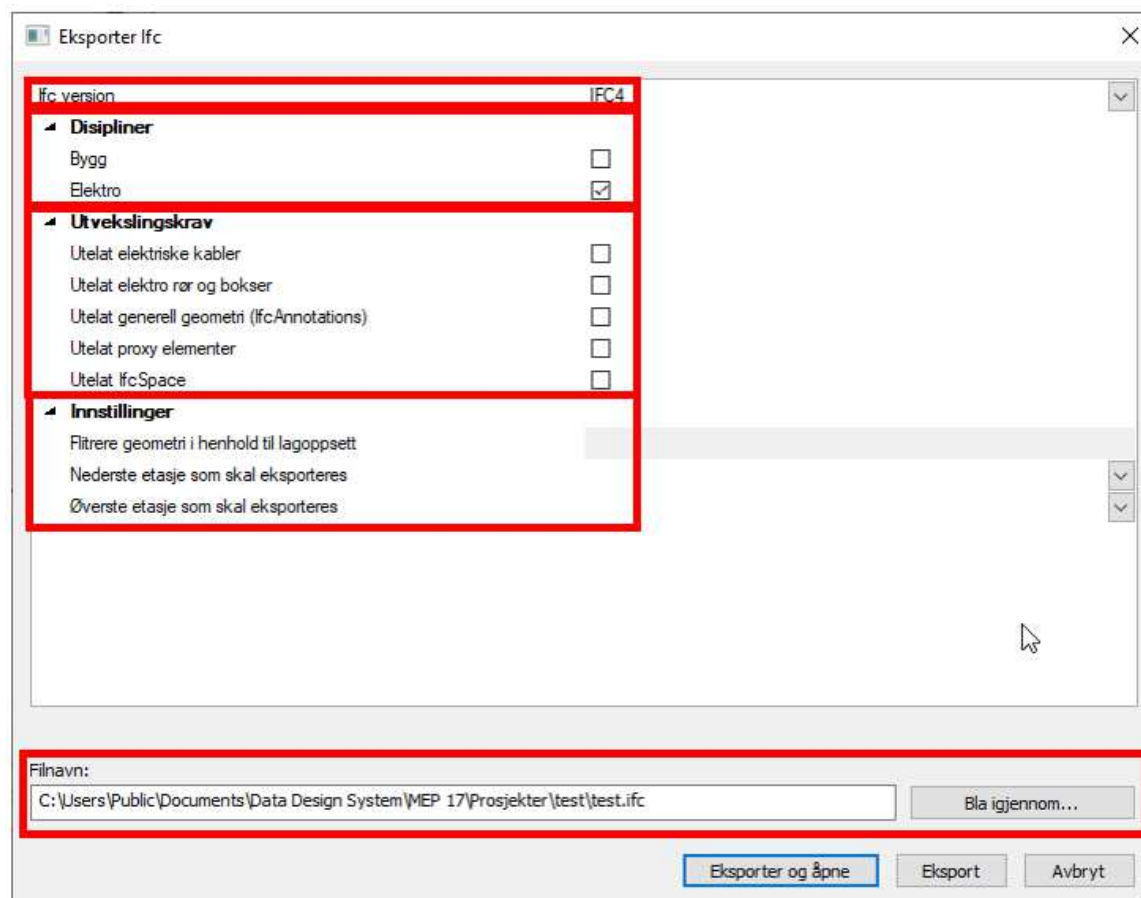 Eksporter Ifc
Ifc version IFC4
Disipliner
Bygg
Elektro
Utvekslingskrav
Utelat elektriske kabler
Utelat elektro rør og bokser
Utelat generell geometri (IfcAnnotations)
Utelat proxy elementer
Utelat IfcSpace
Innstillinger
Flitrere geometri i henhold til lagoppsett
Nederste etasje som skal eksporteres
Øverste etasje som skal eksporteres
Filnavn:
C:\Users\Public\Documents\Data Design System\MEP 17\Prosjekter\test\test.ifc Bla igjennom...
Eksporter og åpne Eksport Avbryt